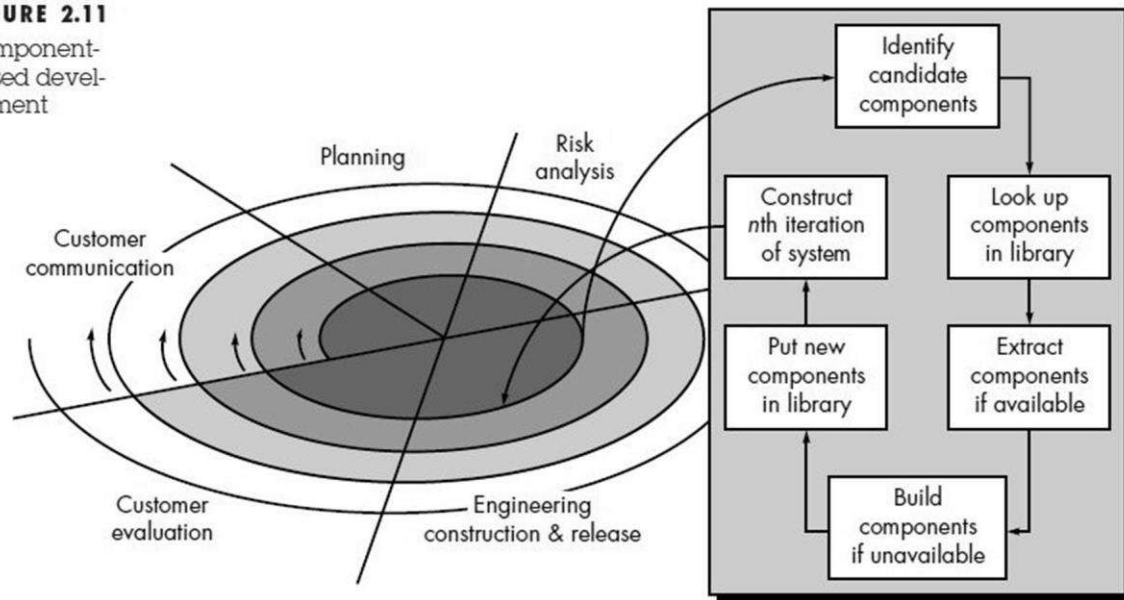 URE 2.11
mponent-
sed devel-
ment
Planning
Risk
analysis
Customer
communication
Customer
evaluation
Engineering
construction & release
Identify
candidate
components
Look up
components
in library
Extract
components
if available
Build
components
if unavailable
Put new
components
in library
Construct
nth iteration
of system